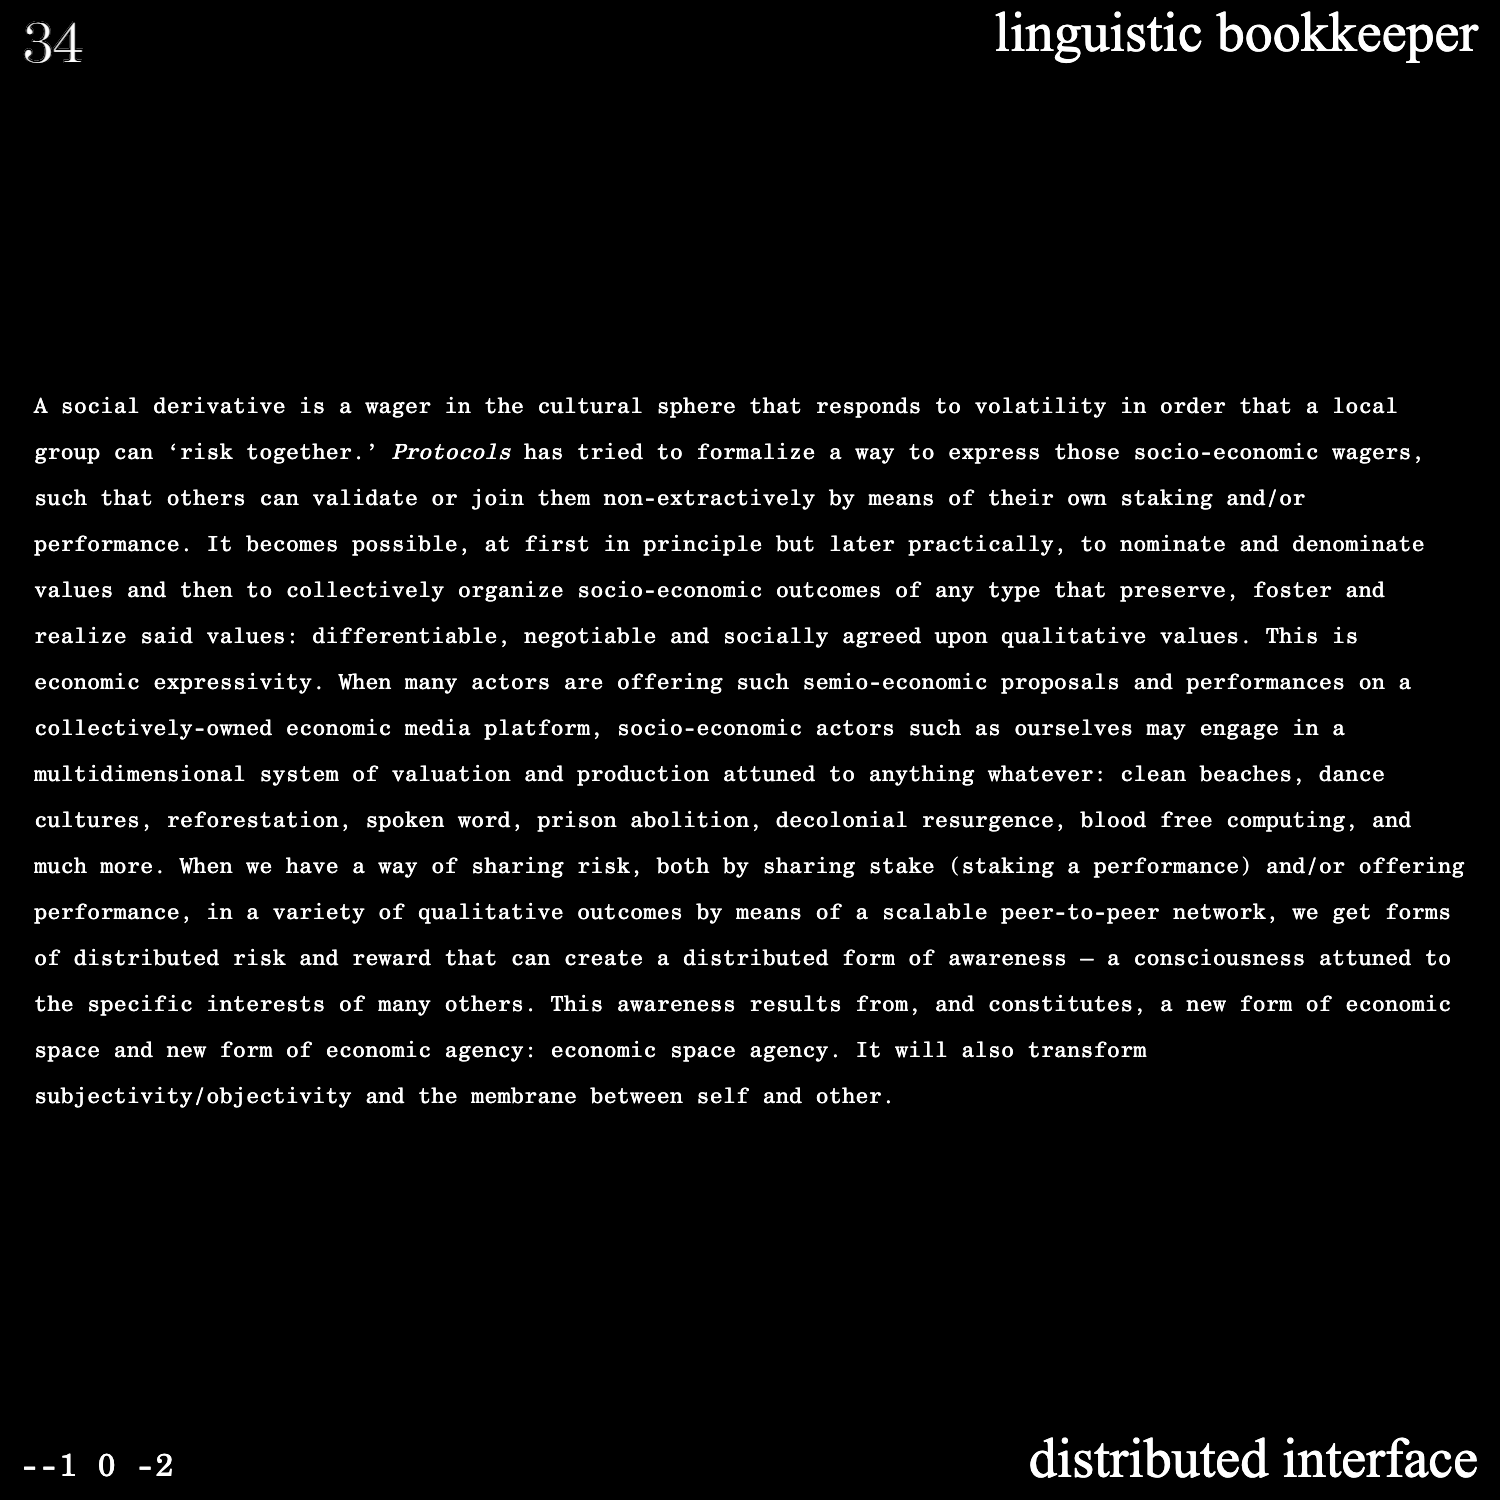 34
linguistic bookkeeper
A social derivative is a wager in the cultural sphere that responds to volatility in order that a local
group can ‘risk together.’ Protocols has tried to formalize a way to express those socio-economic wagers,
such that others can validate or join them non-extractively by means of their own staking and/or
performance. It becomes possible, at first in principle but later practically, to nominate and denominate
values and then to collectively organize socio-economic outcomes of any type that preserve, foster and
realize said values: differentiable, negotiable and socially agreed upon qualitative values. This is
economic expressivity. When many actors are offering such semio-economic proposals and performances on a
collectively-owned economic media platform, socio-economic actors such as ourselves may engage in a
multidimensional system of valuation and production attuned to anything whatever: clean beaches, dance
cultures, reforestation, spoken word, prison abolition, decolonial resurgence, blood free computing, and
much more. When we have a way of sharing risk, both by sharing stake (staking a performance) and/or offering
performance, in a variety of qualitative outcomes by means of a scalable peer-to-peer network, we get forms
of distributed risk and reward that can create a distributed form of awareness — a consciousness attuned to
the specific interests of many others. This awareness results from, and constitutes, a new form of economic
space and new form of economic agency: economic space agency. It will also transform
subjectivity/objectivity and the membrane between self and other.
--1 0 -2
distributed interface